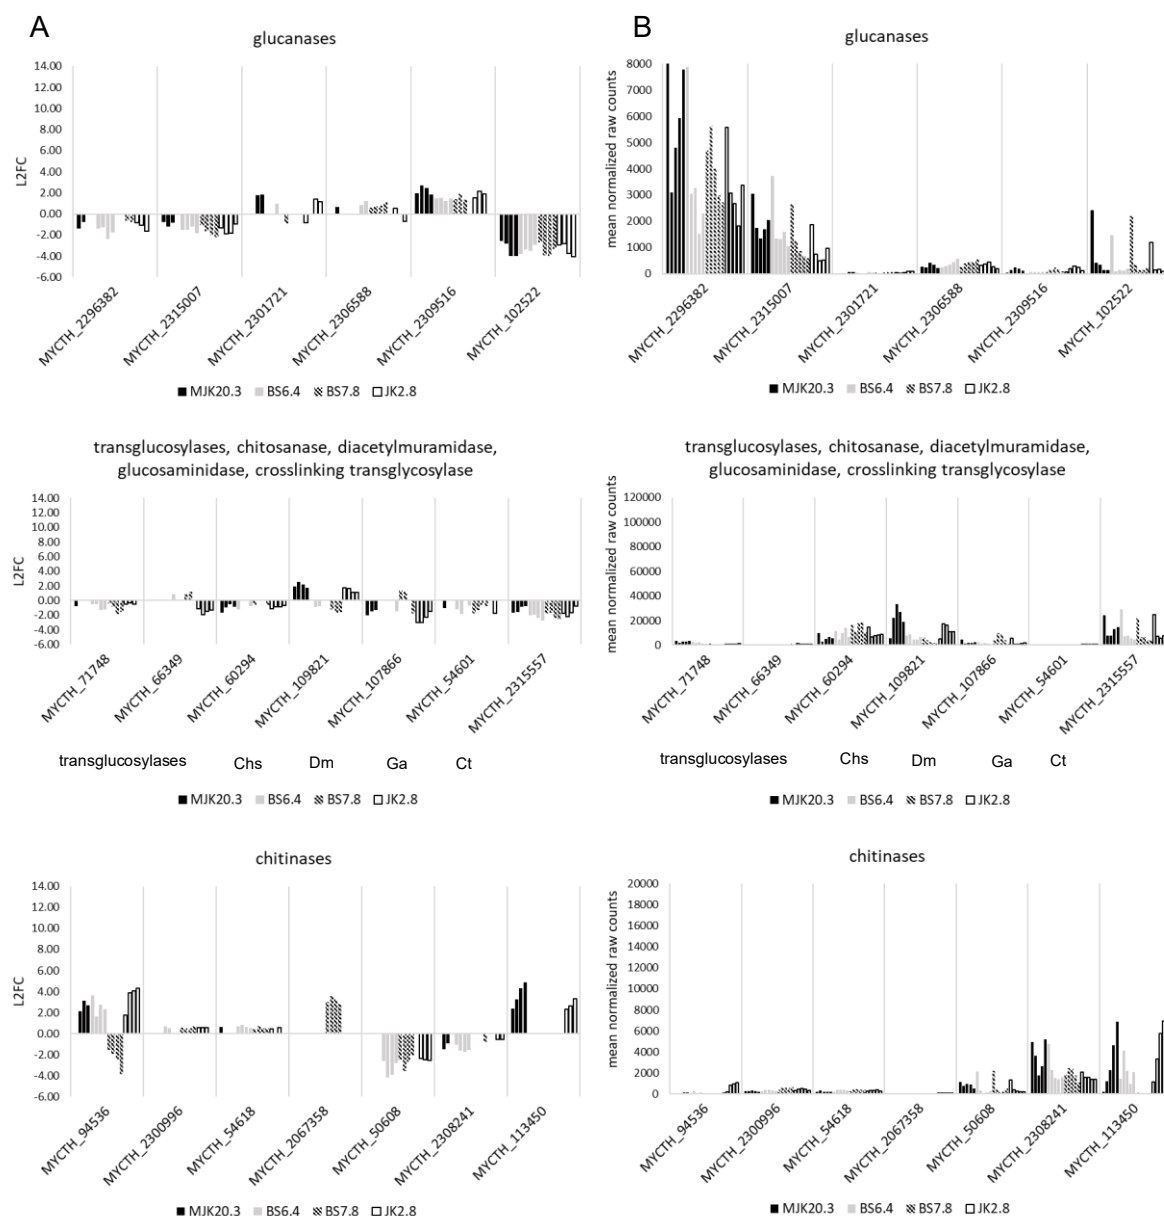 A
glucanases
L2FC
14.00
12.00
10.00
8.00
6.00
4.00
2.00
0.00
-2.00
-4.00
-6.00
MYCTH_2296382
MYCTH_2315007
MYCTH_2301721
MYCTH_2306588
MYCTH_2309516
MYCTH_102522
MJK20.3 BS6.4 BS7.8 JK2.8
transglucosylases, chitosanase, diacetylmuramidase,
glucosaminidase, crosslinking transglycosylase
L2FC
14.00
12.00
10.00
8.00
6.00
4.00
2.00
0.00
-2.00
-4.00
-6.00
MYCTH_71748
MYCTH_66349
MYCTH_60294
MYCTH_109821
MYCTH_107866
MYCTH_54601
MYCTH_2315557
transglucosylases Chs Dm Ga Ct
MJK20.3 BS6.4 BS7.8 JK2.8
chitinases
L2FC
14.00
12.00
10.00
8.00
6.00
4.00
2.00
0.00
-2.00
-4.00
-6.00
MYCTH_94536
MYCTH_2300996
MYCTH_54618
MYCTH_2067358
MYCTH_50608
MYCTH_2308241
MYCTH_113450
MJK20.3 BS6.4 BS7.8 JK2.8
B
glucanases
mean normalized raw counts
8000
7000
6000
5000
4000
3000
2000
1000
0
MYCTH_2296382
MYCTH_2315007
MYCTH_2301721
MYCTH_2306588
MYCTH_2309516
MYCTH_102522
MJK20.3 BS6.4 BS7.8 JK2.8
transglucosylases, chitosanase, diacetylmuramidase,
glucosaminidase, crosslinking transglycosylase
mean normalized raw counts
120000
100000
80000
60000
40000
20000
0
MYCTH_71748
MYCTH_66349
MYCTH_60294
MYCTH_109821
MYCTH_107866
MYCTH_54601
MYCTH_2315557
transglucosylases Chs Dm Ga Ct
MJK20.3 BS6.4 BS7.8 JK2.8
chitinases
mean normalized raw counts
20000
18000
16000
14000
12000
10000
8000
6000
4000
2000
0
MYCTH_94536
MYCTH_2300996
MYCTH_54618
MYCTH_2067358
MYCTH_50608
MYCTH_2308241
MYCTH_113450
MJK20.3 BS6.4 BS7.8 JK2.8